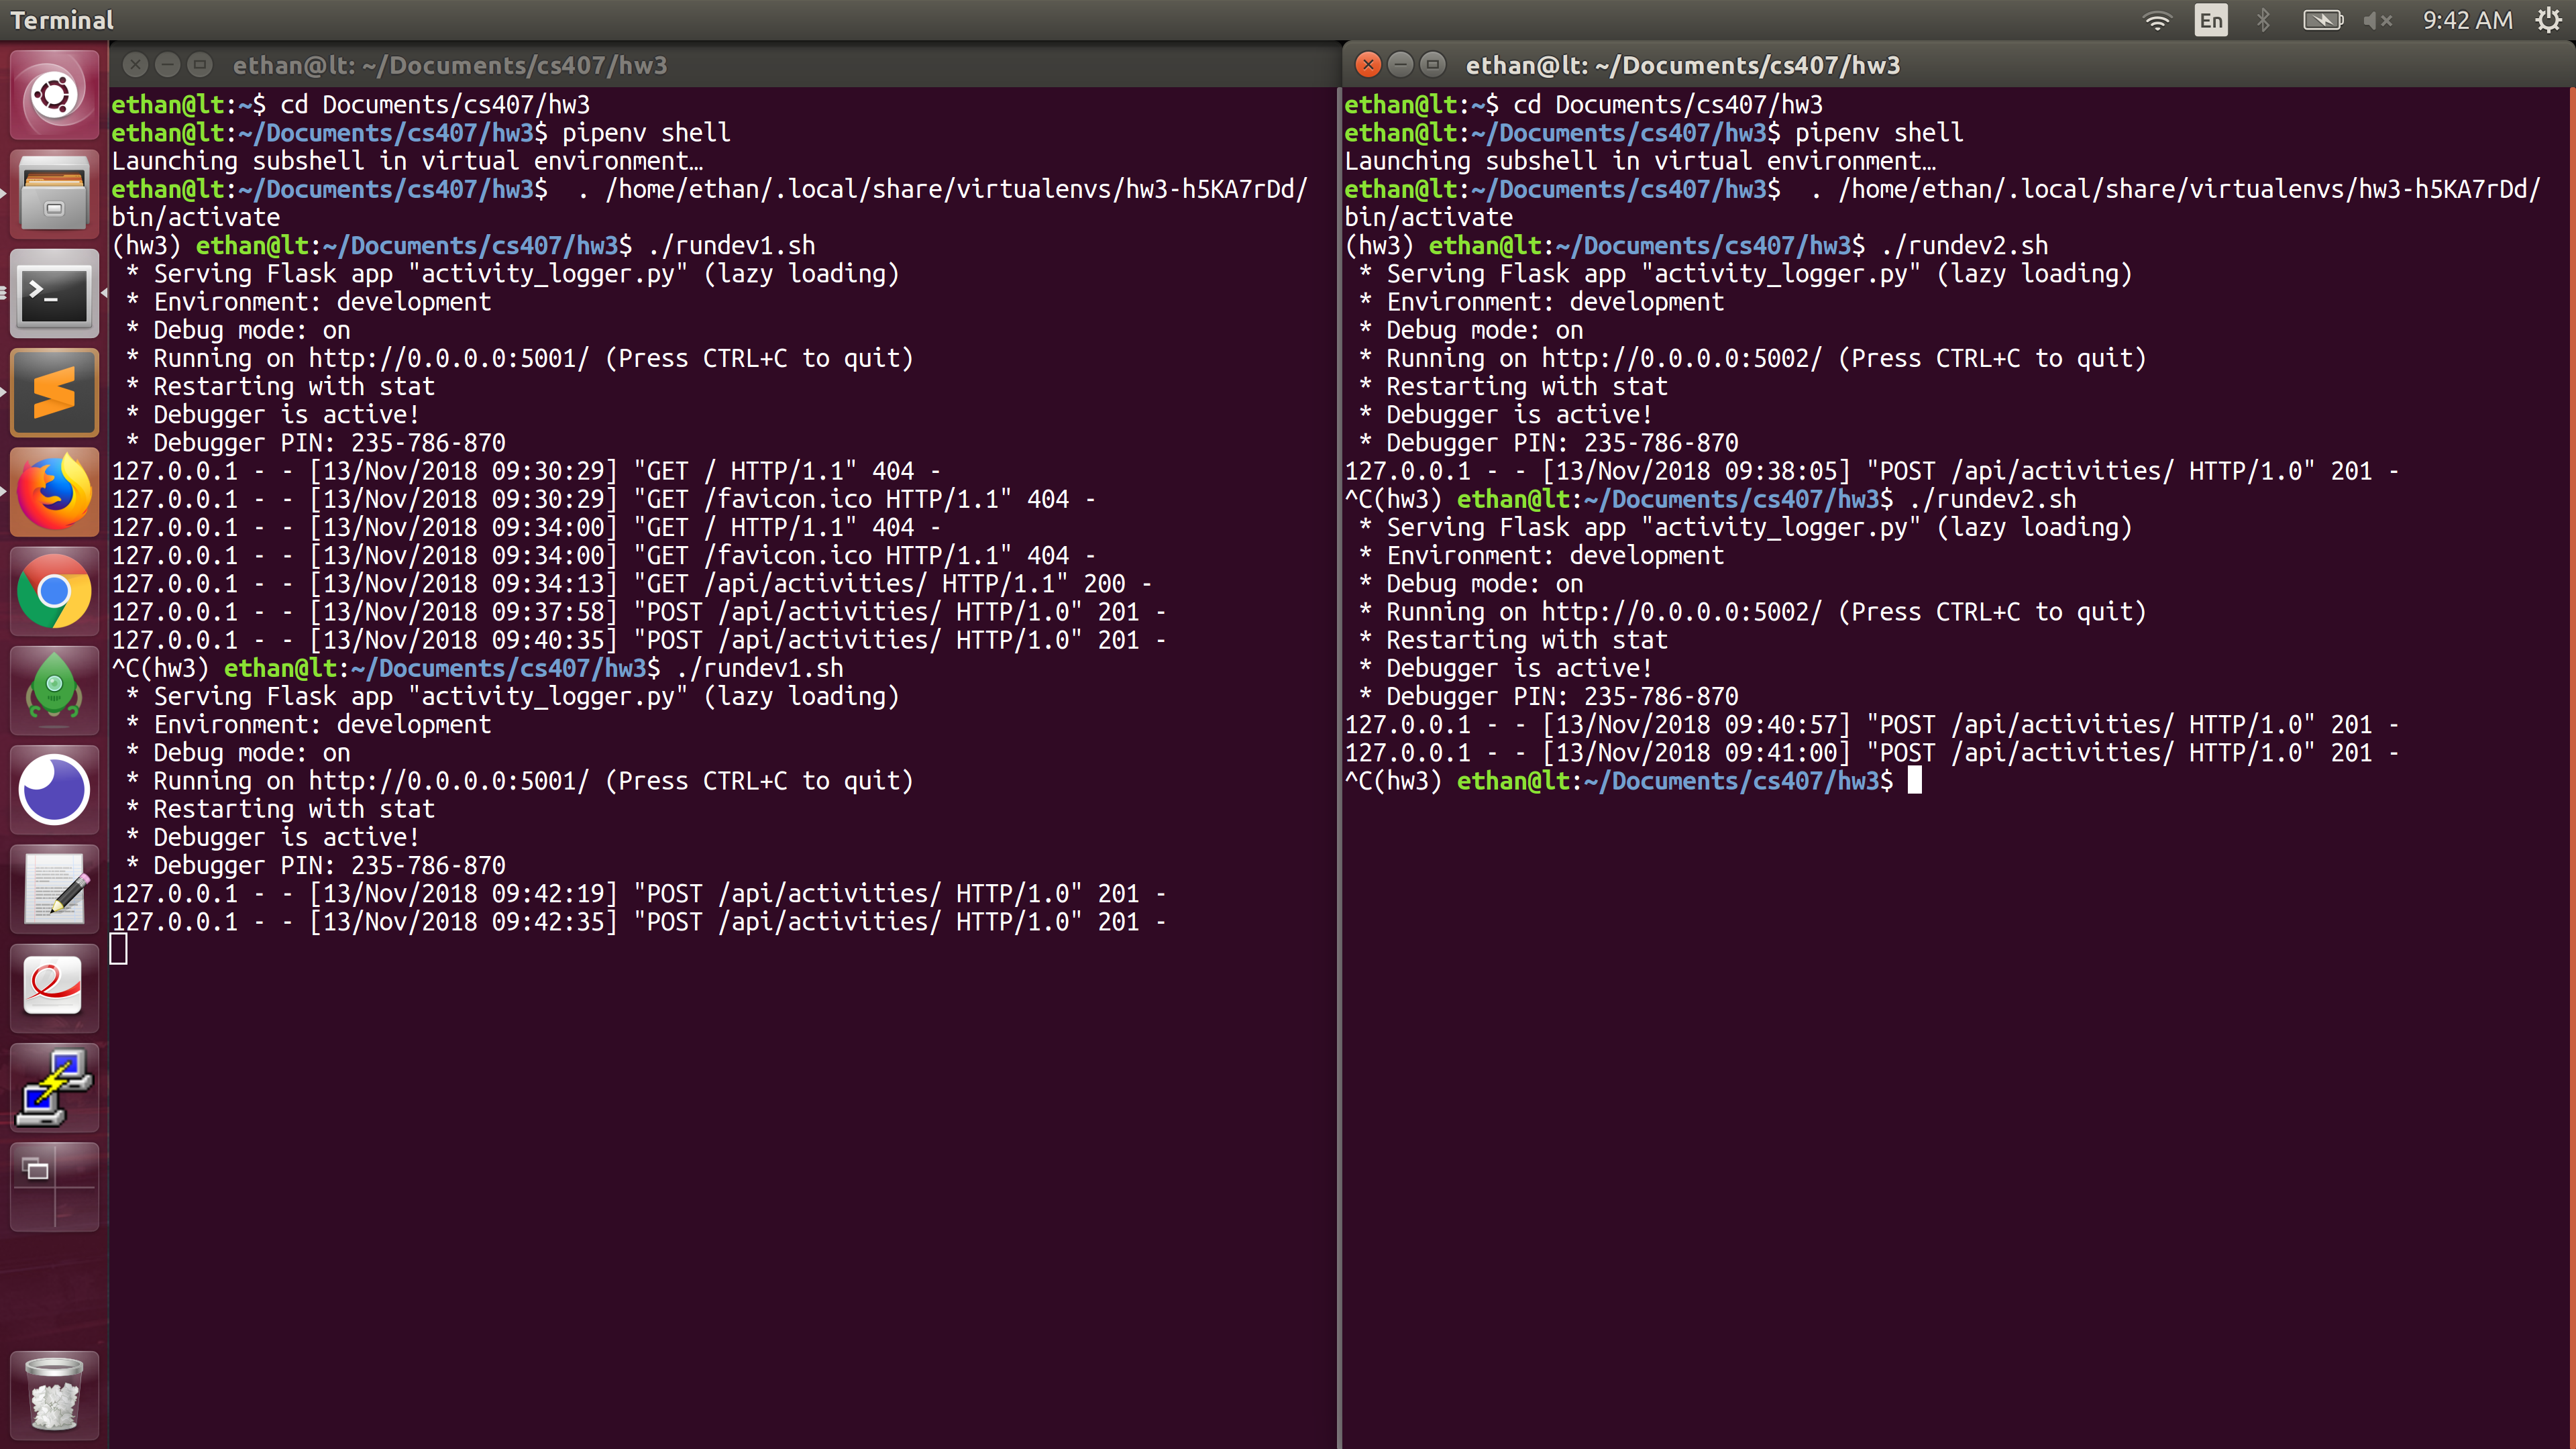 Terminal
En
9:42 AM
ethan@lt: ~/Documents/cs407/hw3
ethan@lt:~$ cd Documents/cs407/hw3
ethan@lt:~/Documents/cs407/hw3$ pipenv shell
Launching subshell in virtual environment…
ethan@lt:~/Documents/cs407/hw3$  . /home/ethan/.local/share/virtualenvs/hw3-h5KA7rDd/
bin/activate
(hw3) ethan@lt:~/Documents/cs407/hw3$ ./rundev1.sh
 * Serving Flask app "activity_logger.py" (lazy loading)
 * Environment: development
 * Debug mode: on
 * Running on http://0.0.0.0:5001/ (Press CTRL+C to quit)
 * Restarting with stat
 * Debugger is active!
 * Debugger PIN: 235-786-870
127.0.0.1 - - [13/Nov/2018 09:30:29] "GET / HTTP/1.1" 404 -
127.0.0.1 - - [13/Nov/2018 09:30:29] "GET /favicon.ico HTTP/1.1" 404 -
127.0.0.1 - - [13/Nov/2018 09:34:00] "GET / HTTP/1.1" 404 -
127.0.0.1 - - [13/Nov/2018 09:34:00] "GET /favicon.ico HTTP/1.1" 404 -
127.0.0.1 - - [13/Nov/2018 09:34:13] "GET /api/activities/ HTTP/1.1" 200 -
127.0.0.1 - - [13/Nov/2018 09:37:58] "POST /api/activities/ HTTP/1.0" 201 -
127.0.0.1 - - [13/Nov/2018 09:40:35] "POST /api/activities/ HTTP/1.0" 201 -
^C(hw3) ethan@lt:~/Documents/cs407/hw3$ ./rundev1.sh
 * Serving Flask app "activity_logger.py" (lazy loading)
 * Environment: development
 * Debug mode: on
 * Running on http://0.0.0.0:5001/ (Press CTRL+C to quit)
 * Restarting with stat
 * Debugger is active!
 * Debugger PIN: 235-786-870
127.0.0.1 - - [13/Nov/2018 09:42:19] "POST /api/activities/ HTTP/1.0" 201 -
127.0.0.1 - - [13/Nov/2018 09:42:35] "POST /api/activities/ HTTP/1.0" 201 -
ethan@lt: ~/Documents/cs407/hw3
ethan@lt:~$ cd Documents/cs407/hw3
ethan@lt:~/Documents/cs407/hw3$ pipenv shell
Launching subshell in virtual environment…
ethan@lt:~/Documents/cs407/hw3$  . /home/ethan/.local/share/virtualenvs/hw3-h5KA7rDd/
bin/activate
(hw3) ethan@lt:~/Documents/cs407/hw3$ ./rundev2.sh
 * Serving Flask app "activity_logger.py" (lazy loading)
 * Environment: development
 * Debug mode: on
 * Running on http://0.0.0.0:5002/ (Press CTRL+C to quit)
 * Restarting with stat
 * Debugger is active!
 * Debugger PIN: 235-786-870
127.0.0.1 - - [13/Nov/2018 09:38:05] "POST /api/activities/ HTTP/1.0" 201 -
^C(hw3) ethan@lt:~/Documents/cs407/hw3$ ./rundev2.sh
 * Serving Flask app "activity_logger.py" (lazy loading)
 * Environment: development
 * Debug mode: on
 * Running on http://0.0.0.0:5002/ (Press CTRL+C to quit)
 * Restarting with stat
 * Debugger is active!
 * Debugger PIN: 235-786-870
127.0.0.1 - - [13/Nov/2018 09:40:57] "POST /api/activities/ HTTP/1.0" 201 -
127.0.0.1 - - [13/Nov/2018 09:41:00] "POST /api/activities/ HTTP/1.0" 201 -
^C(hw3) ethan@lt:~/Documents/cs407/hw3$